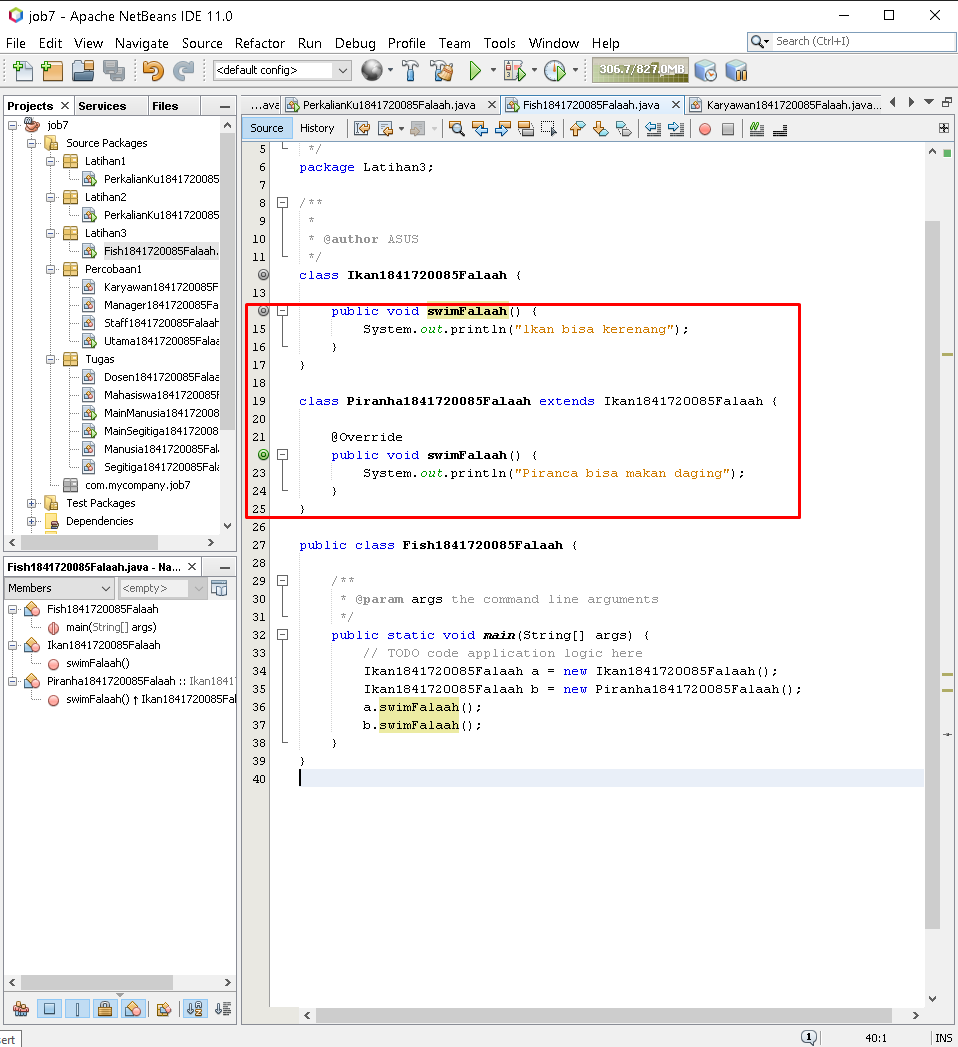 job7 - Apache NetBeans IDE 11.0
File Edit View Navigate Source Refactor Run Debug Profile Team Tools Window Help
Search (Ctrl+I)
<default config>
306.7/827.0MB
Projects Services Files
...ava PerkalianKu1841720085Falaah.java Fish1841720085Falaah.java Karyawan1841720085Falaah.java...
Source History
job7
Source Packages
Latihan1
PerkalianKu1841720085
Latihan2
PerkalianKu1841720085
Latihan3
Fish1841720085Falaah.
Percobaan1
Karyawan1841720085F
Manager1841720085Fa
Staff1841720085Falaah
Utama1841720085Falaa
Tugas
Dosen1841720085Falaa
Mahasiswa1841720085F
MainManusia184172008
MainSegitiga184172008
Manusia1841720085Fal
Segitiga1841720085Fala
com.mycompany.job7
Test Packages
Dependencies
Fish1841720085Falaah.java - Na...
Members <empty>
Fish1841720085Falaah
main(String[] args)
Ikan1841720085Falaah
swimFalaah()
Piranha1841720085Falaah :: Ikan1841
swimFalaah() ↑ Ikan1841720085Fal
5 */
6 package Latihan3;
7
8 /**
9 *
10 * @author ASUS
11 */
class Ikan1841720085Falaah {
13
public void swimFalaah() {
15 System.out.println("Ikan bisa kerenang");
16 }
17 }
18
19 class Piranha1841720085Falaah extends Ikan1841720085Falaah {
20
21 @Override
public void swimFalaah() {
23 System.out.println("Piranca bisa makan daging");
24 }
25 }
26
27 public class Fish1841720085Falaah {
28
29 /**
30 * @param args the command line arguments
31 */
32 public static void main(String[] args) {
33 // TODO code application logic here
34 Ikan1841720085Falaah a = new Ikan1841720085Falaah();
35 Ikan1841720085Falaah b = new Piranha1841720085Falaah();
36 a.swimFalaah();
37 b.swimFalaah();
38 }
39 }
40
sert
1 40:1 INS